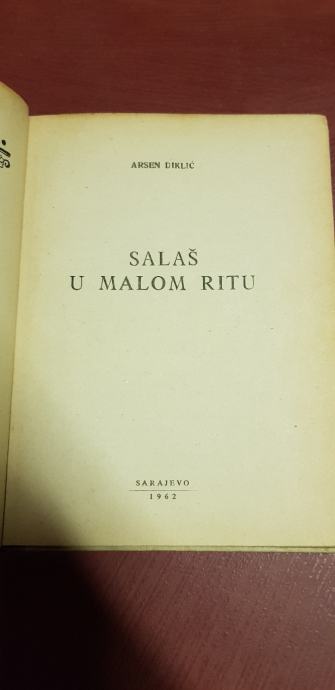 ARSEN DIKLIĆ
SALAŠ
U MALOM RITU
SARAJEVO
1962